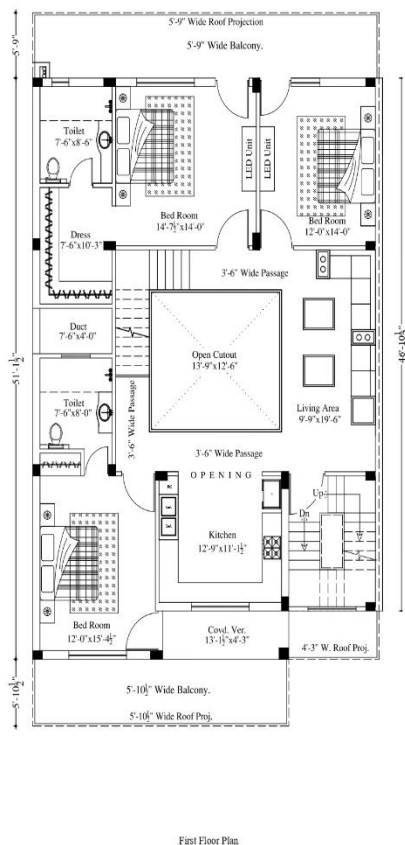 5'-9" Wide Roof Projection
5'-9"
5'-9" Wide Balcony.
Toilet
7'-6"x8'-6"
LED Unit
LED Unit
Bed Room
14'-7½"x14'-0"
Bed Room
12'-0"x14'-0"
Dress
7'-6"x10'-3"
3'-6" Wide Passage
Duct
7'-6"x4'-0"
Open Cutout
13'-9"x12'-6"
51'-1½"
46'-10¾"
Toilet
7'-6"x8'-0"
3'-6" Wide Passage
Living Area
9'-9"x19'-6"
3'-6" Wide Passage
OPENING
Up
Dn
Kitchen
12'-9"x11'-1½"
Bed Room
12'-0"x15'-4½"
Covd. Ver.
13'-1½"x4'-3"
4'-3" W. Roof Proj.
5'-10½"
5'-10½" Wide Balcony.
5'-10½" Wide Roof Proj.
First Floor Plan